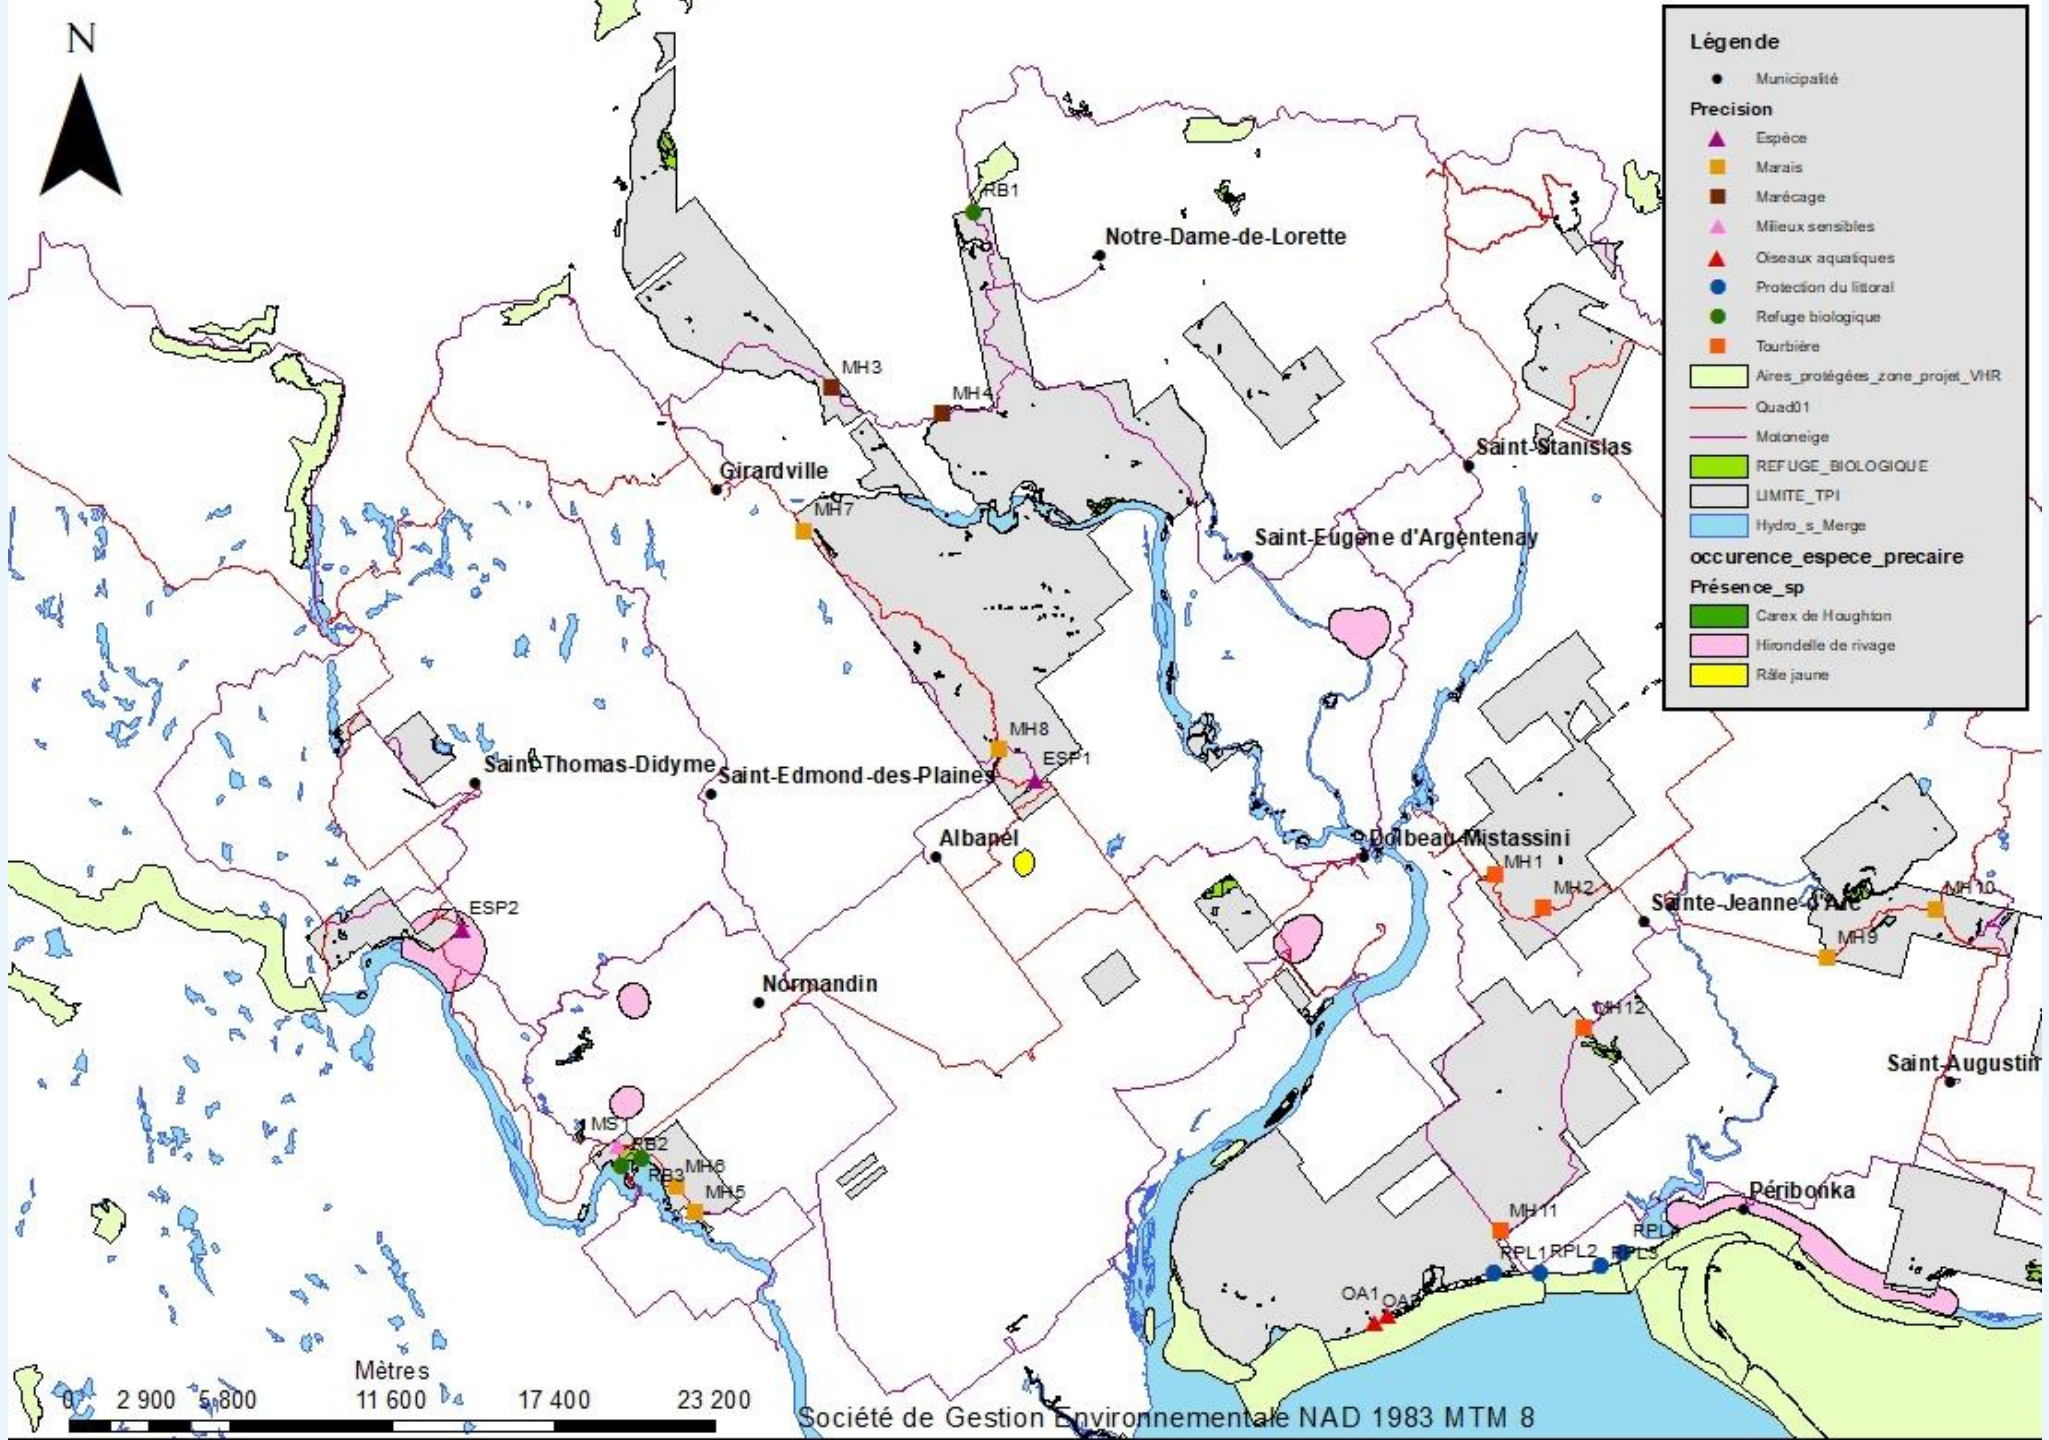 N
Légende
Municipalité
Precision
Espèce
Marais
Marécage
Milieux sensibles
Oiseaux aquatiques
Protection du littoral
Refuge biologique
Tourbière
Aires_protégées_zone_projet_VHR
Quad01
Motoneige
REFUGE_BIOLOGIQUE
LIMITE_TPI
Hydro_s_Merge
occurence_espece_precaire
Présence_sp
Carex de Houghton
Hirondelle de rivage
Râle jaune
RB1
Notre-Dame-de-Lorette
MH3
MH4
Saint-Stanislas
Girardville
MH7
Saint-Eugène d'Argentenay
MH8
ESP1
Saint-Thomas-Didyme
Saint-Edmond-des-Plaines
Albanel
Dolbeau-Mistassini
MH1
MH2
MH10
Sainte-Jeanne-d'Arc
ESP2
MH9
Normandin
MH12
Saint-Augustin
MS1
RB2
RB3
MH6
MH5
Péribonka
MH11
RPL4
RPL1
RPL2
RPL3
OA1
Mètres
0 2 900 5 800 11 600 17 400 23 200
Société de Gestion Environnementale NAD 1983 MTM 8